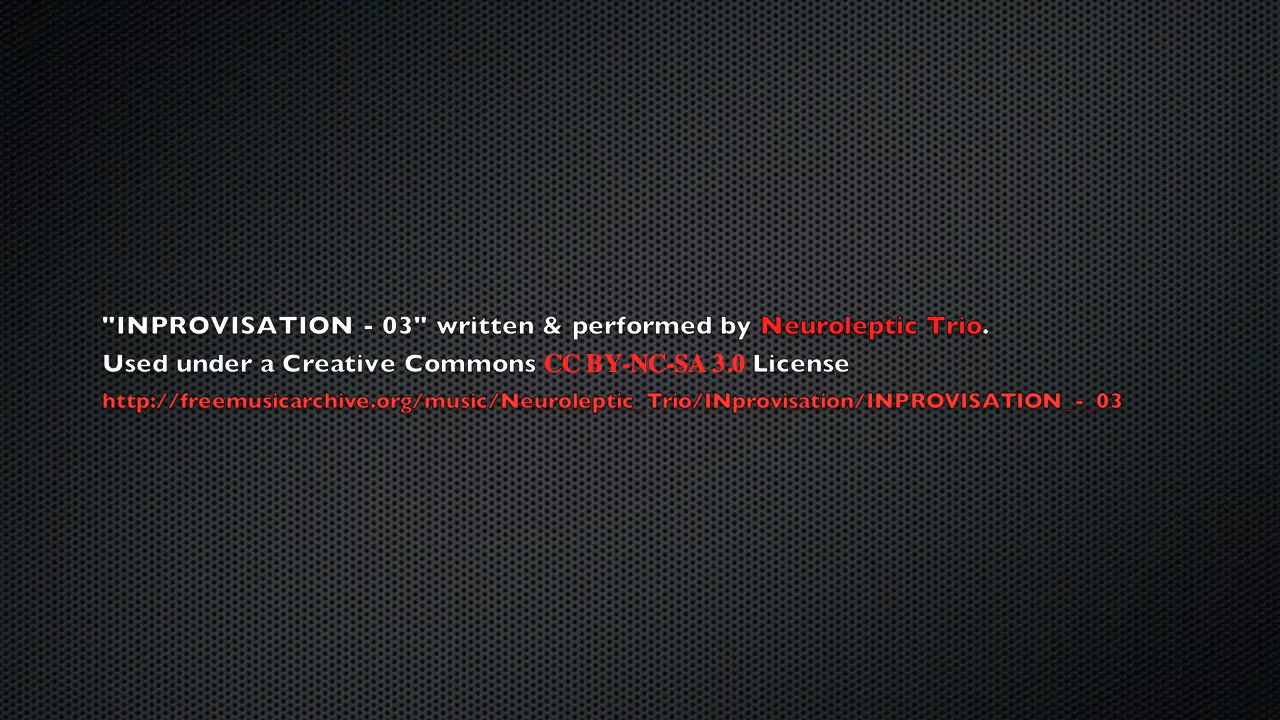 "INPROVISATION - 03" written & performed by Neuroleptic Trio.
Used under a Creative Commons CC BY-NC-SA 3.0 License
http://freemusicarchive.org/music/Neuroleptic_Trio/INprovisation/INPROVISATION_-_03